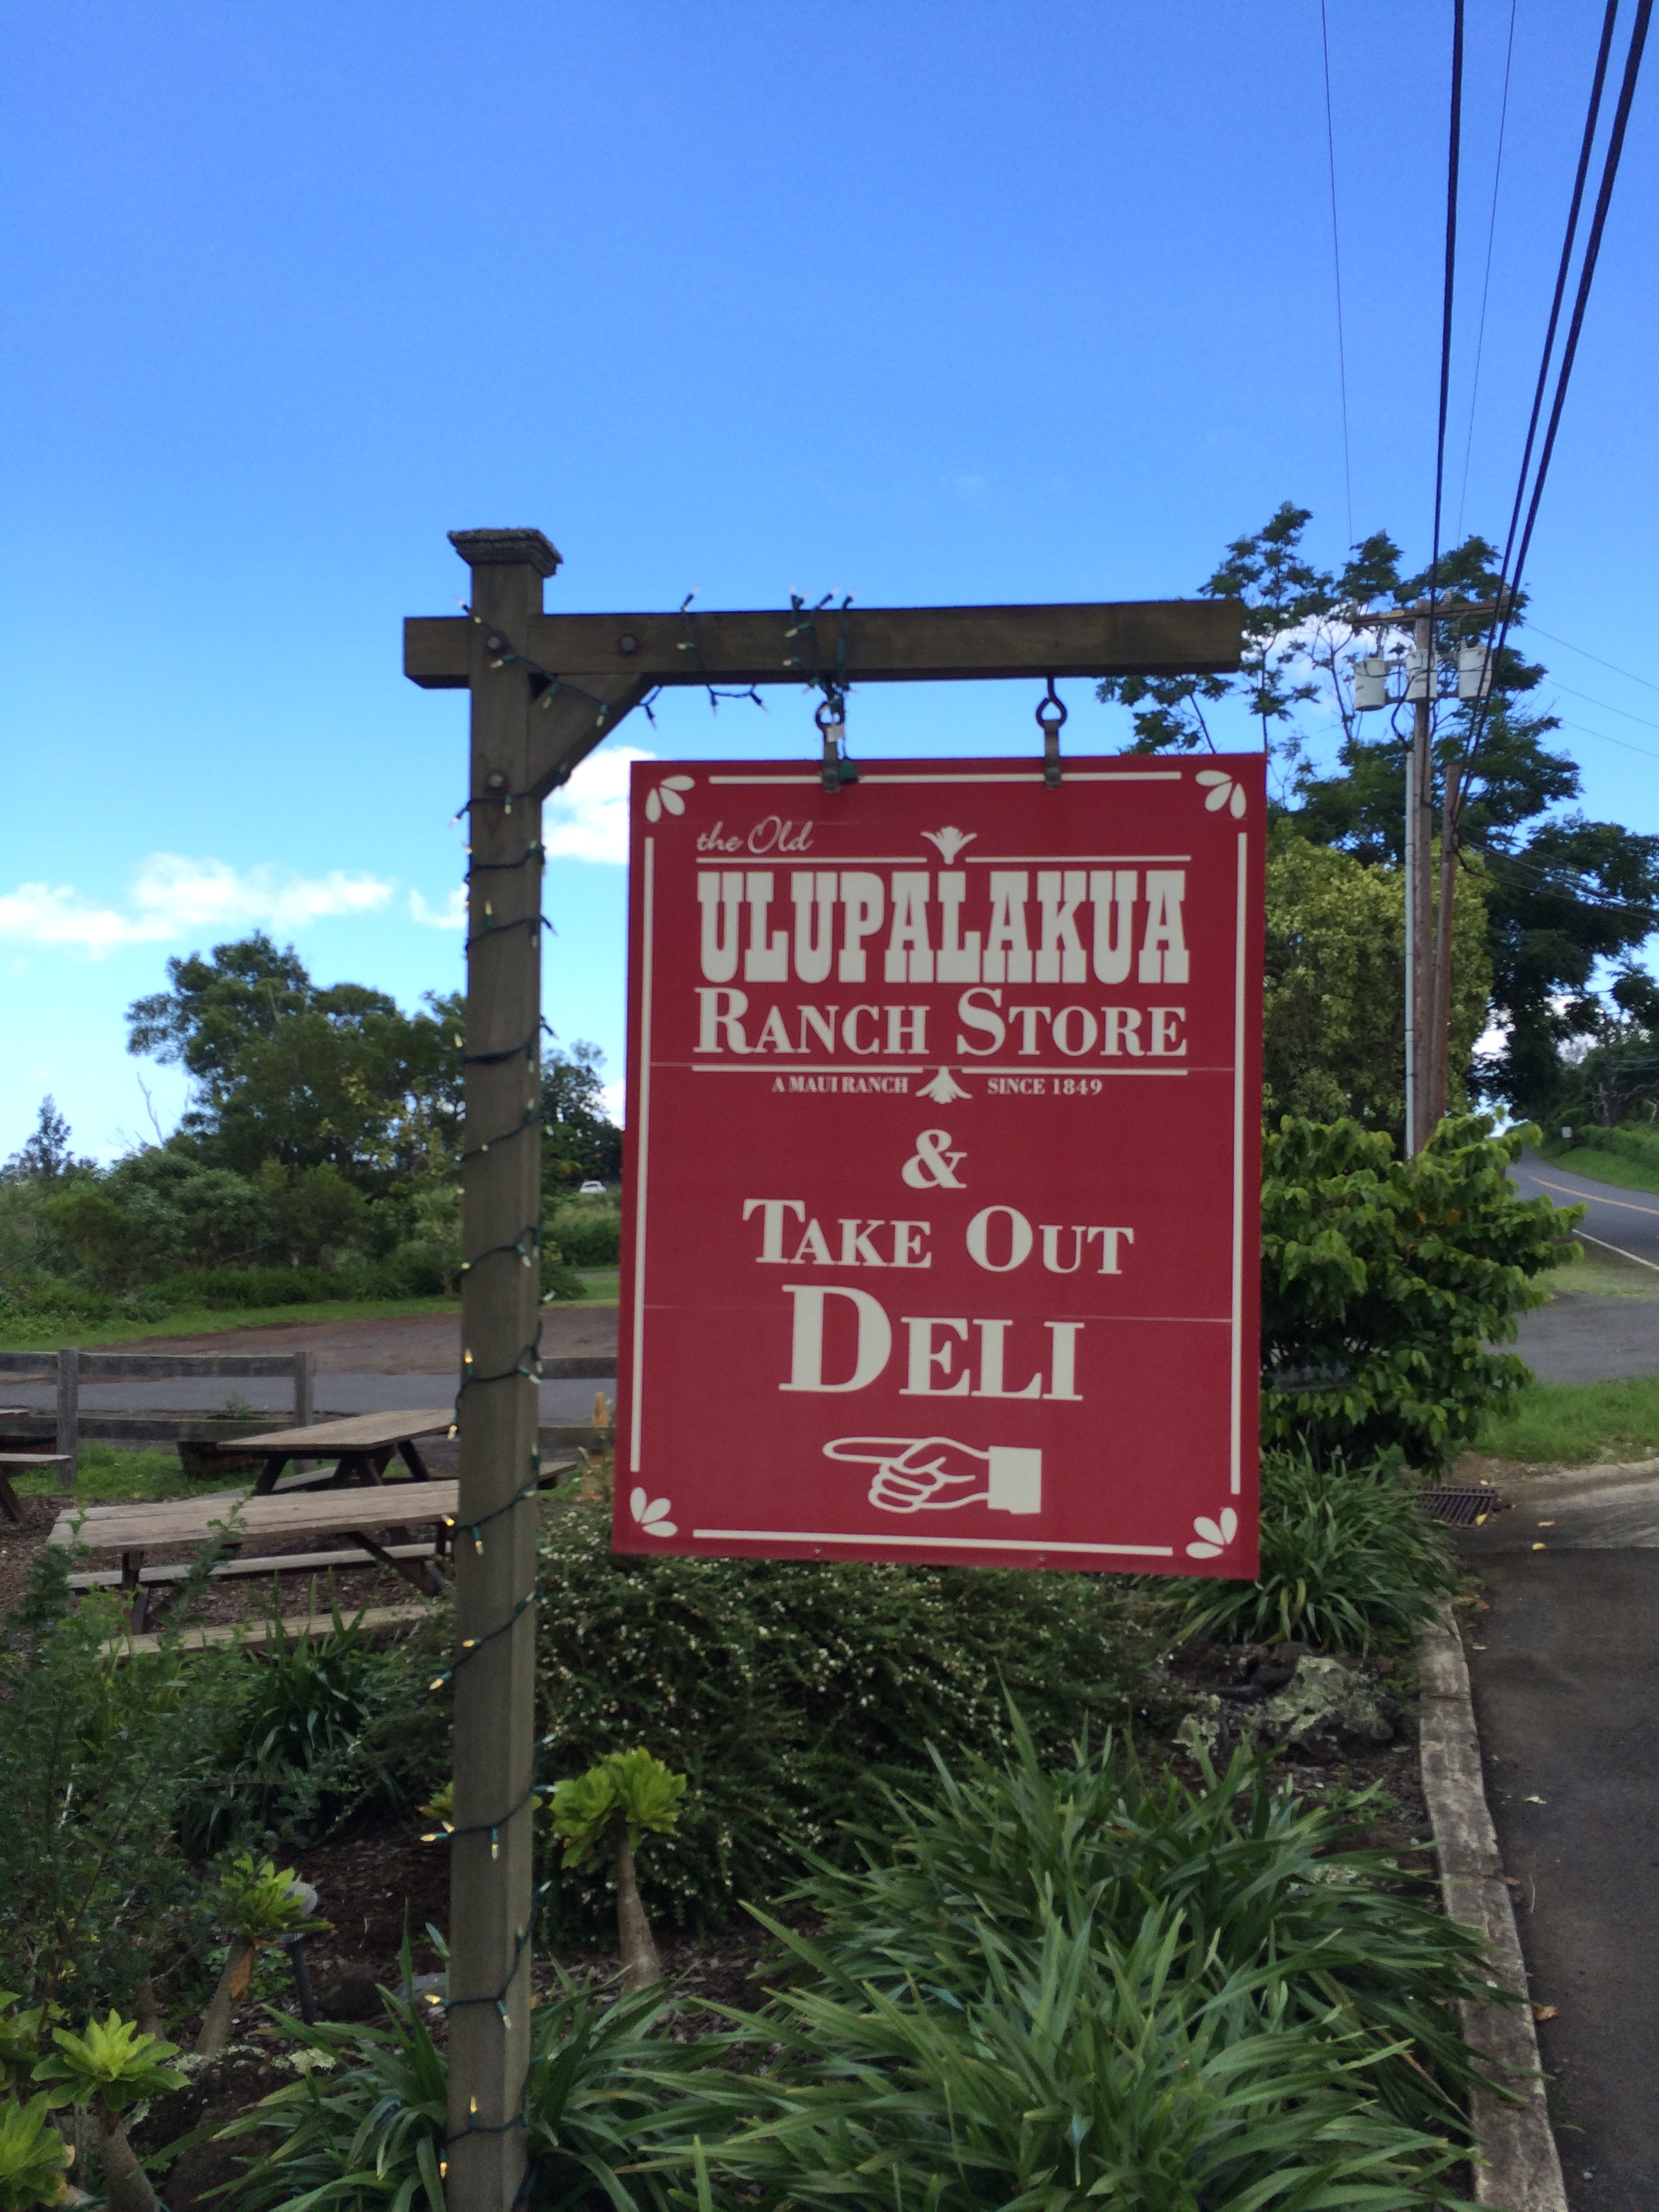 the Old
ULUPALAKUA
RANCH STORE
A MAUI RANCH SINCE 1849
&
TAKE OUT
DELI